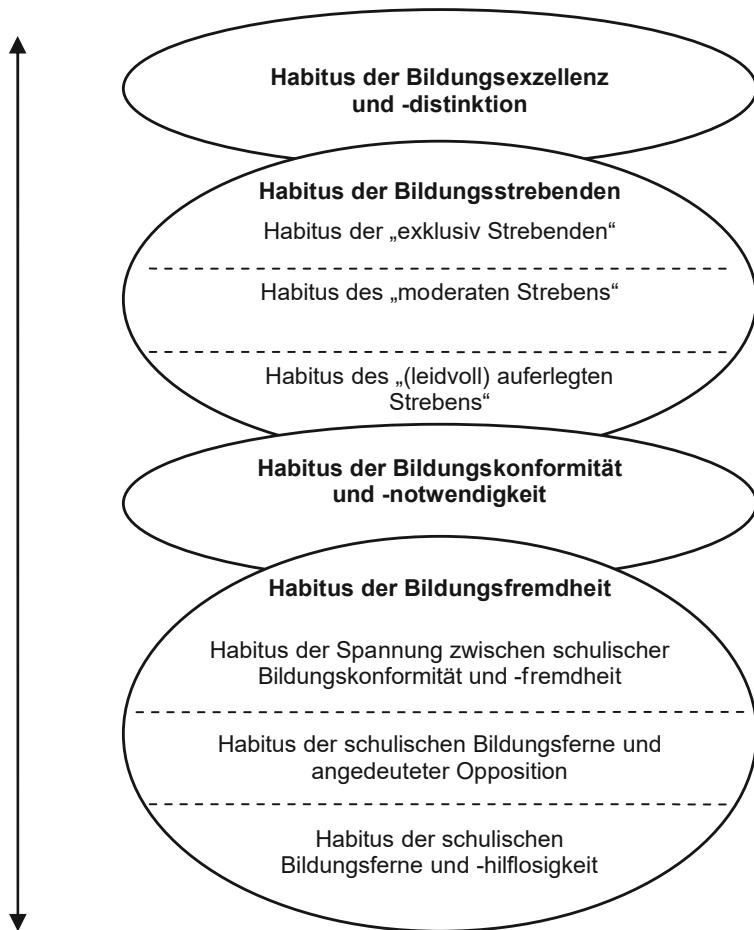 Habitus der Bildungsexzellenz
und -distinktion
Habitus der Bildungsstrebenden
Habitus der „exklusiv Strebenden“
Habitus des „moderaten Strebens“
Habitus des „(leidvoll) auferlegten
Strebens“
Habitus der Bildungskonformität
und -notwendigkeit
Habitus der Bildungsfremdheit
Habitus der Spannung zwischen schulischer
Bildungskonformität und -fremdheit
Habitus der schulischen Bildungsferne und
angedeuteter Opposition
Habitus der schulischen
Bildungsferne und -hilflosigkeit